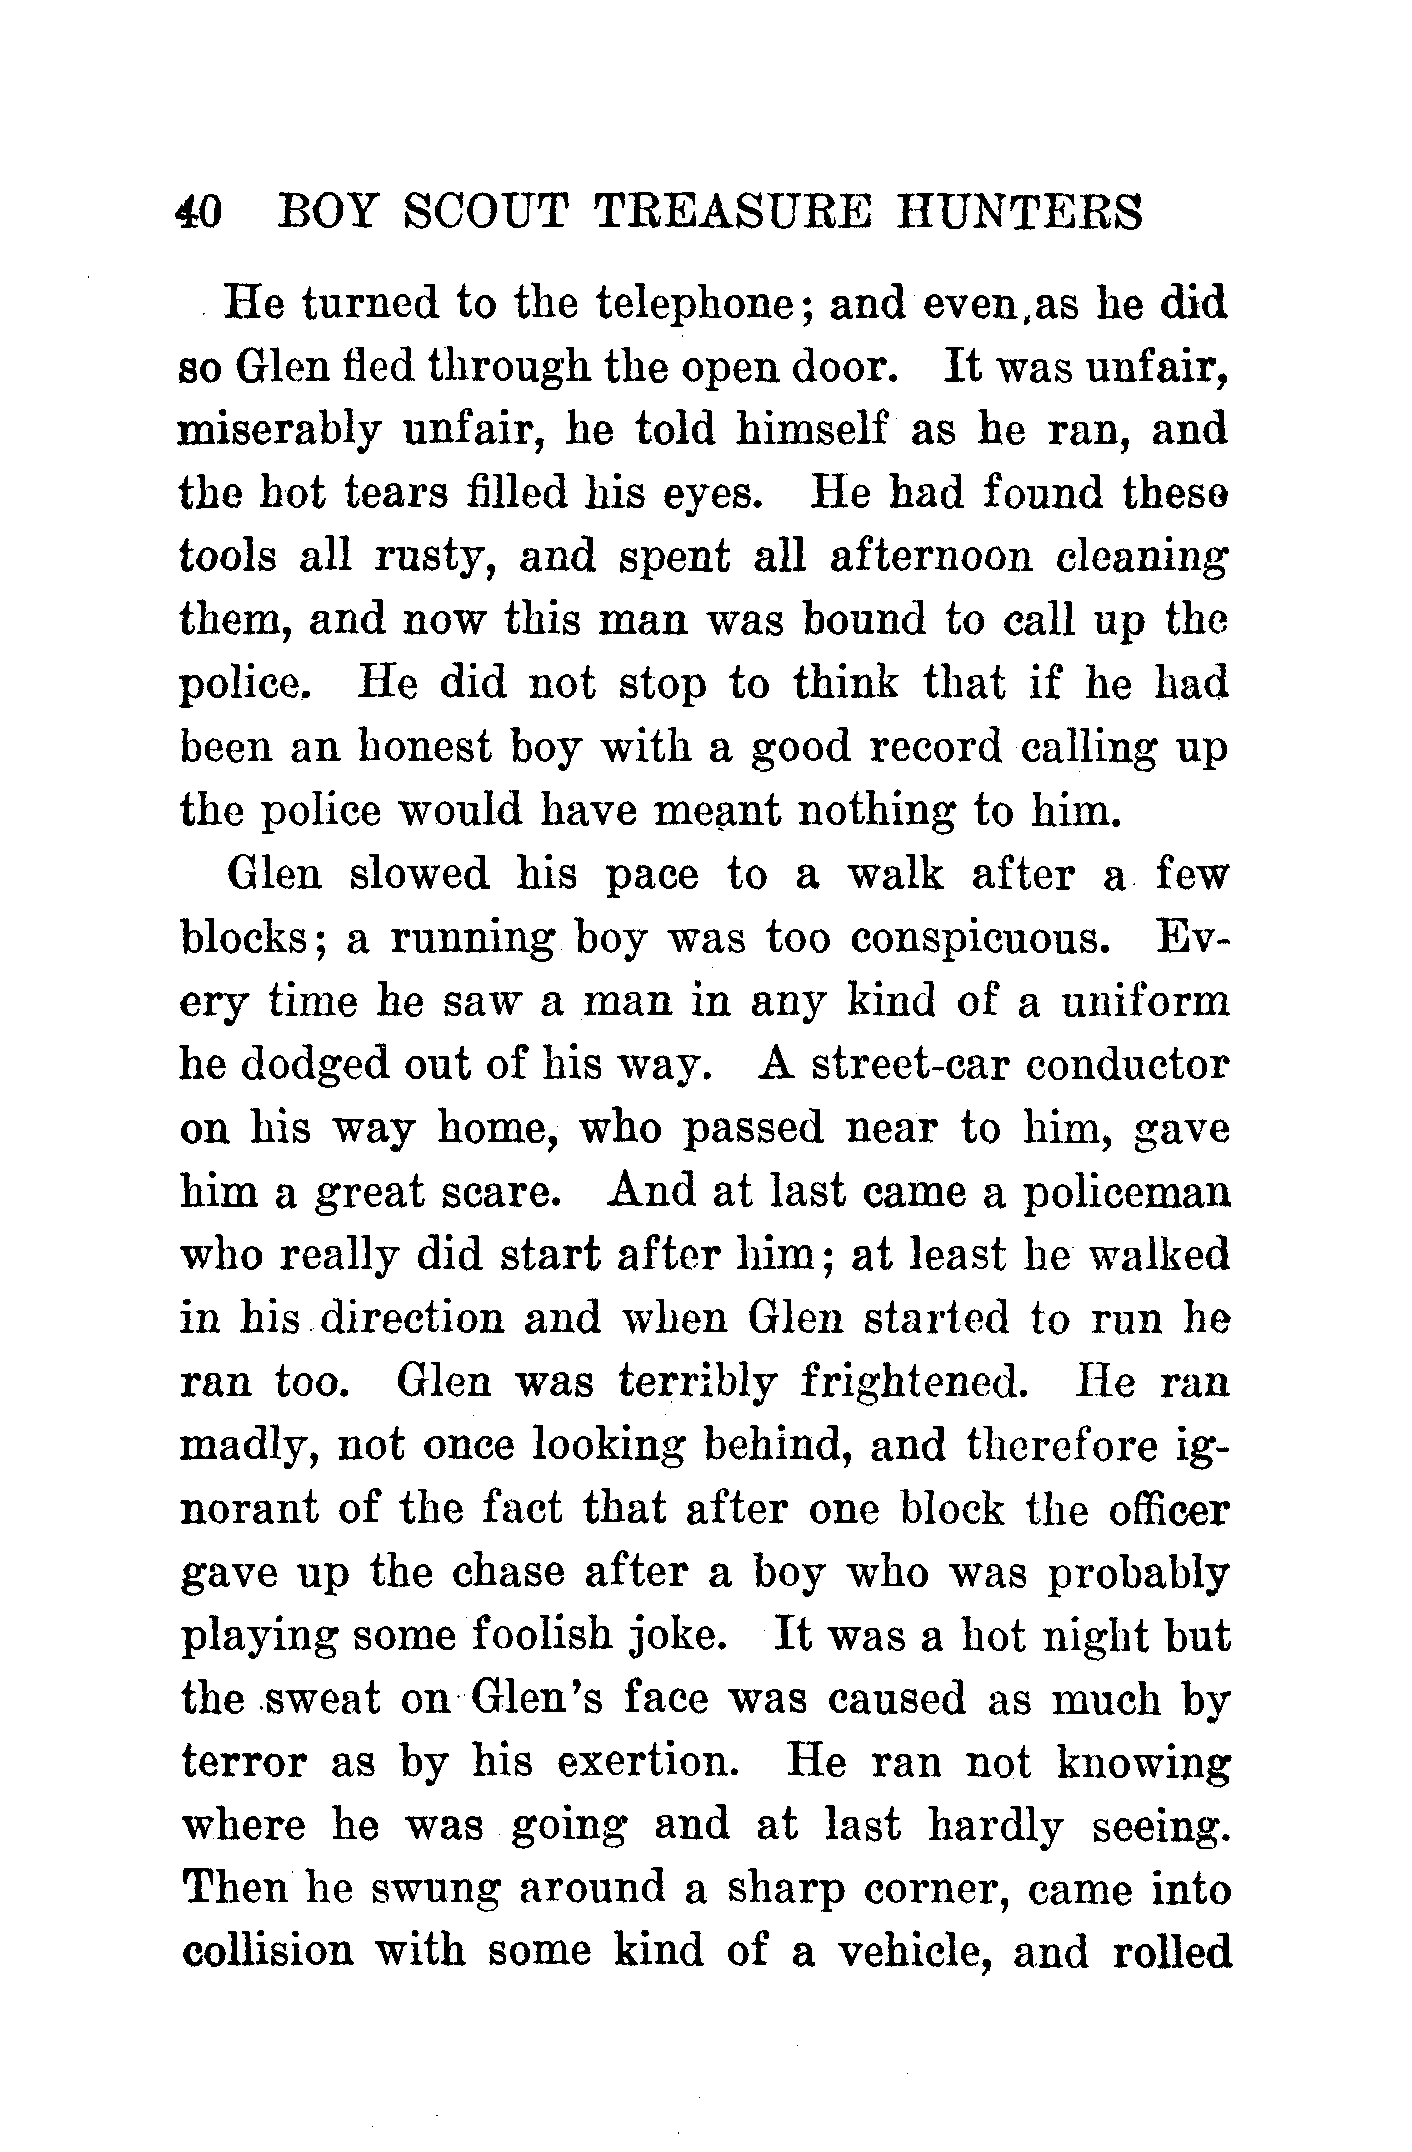 40 BOY SCOUT TREASURE HUNTERS
He turned to the telephone; and even as he did
so Glen fled through the open door. It was unfair,
miserably unfair, he told himself as he ran, and
the hot tears filled his eyes. He had found these
tools all rusty, and spent all afternoon cleaning
them, and now this man was bound to call up the
police. He did not stop to think that if he had
been an honest boy with a good record calling up
the police would have meant nothing to him.
Glen slowed his pace to a walk after a few
blocks; a running boy was too conspicuous. Ev-
ery time he saw a man in any kind of a uniform
he dodged out of his way. A street-car conductor
on his way home, who passed near to him, gave
him a great scare. And at last came a policeman
who really did start after him; at least he walked
in his direction and when Glen started to run he
ran too. Glen was terribly frightened. He ran
madly, not once looking behind, and therefore ig-
norant of the fact that after one block the officer
gave up the chase after a boy who was probably
playing some foolish joke. It was a hot night but
the sweat on Glen's face was caused as much by
terror as by his exertion. He ran not knowing
where he was going and at last hardly seeing.
Then he swung around a sharp corner, came into
collision with some kind of a vehicle, and rolled